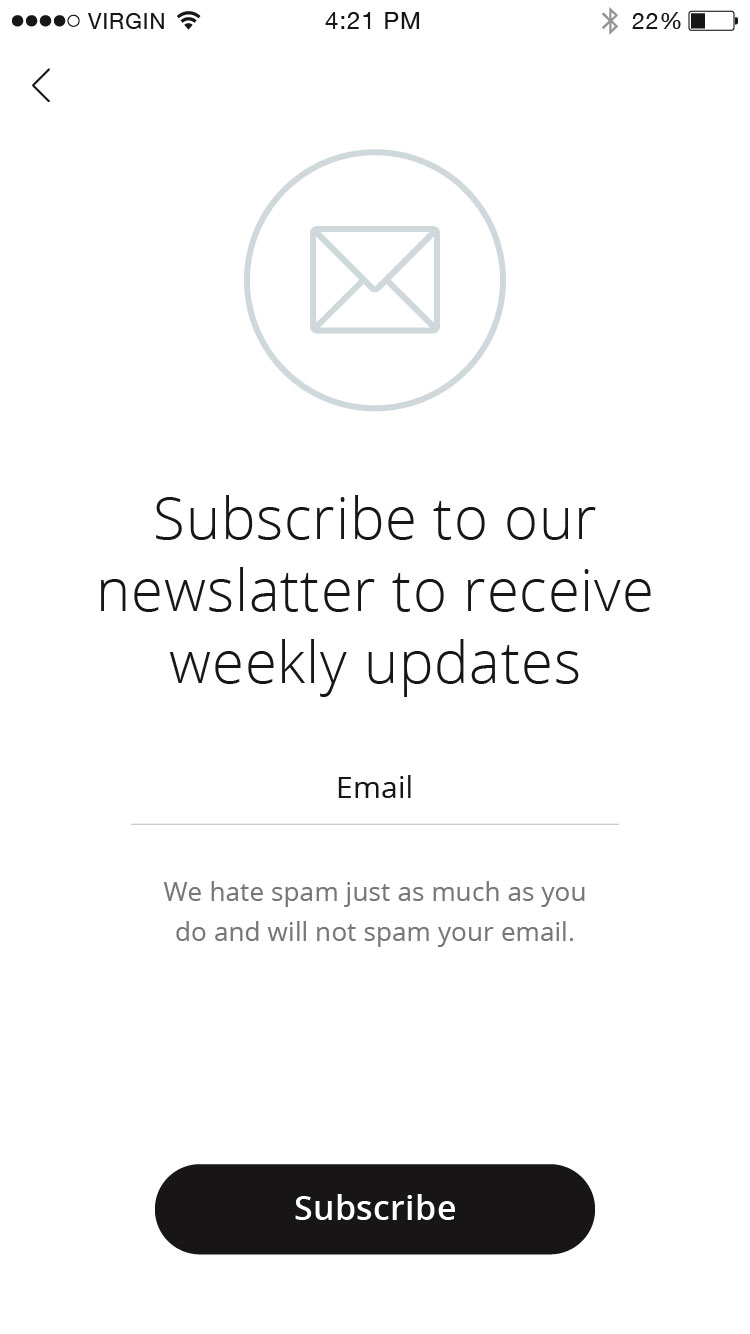 VIRGIN 4:21 PM 22%
Subscribe to our
newslatter to receive
weekly updates
Email
We hate spam just as much as you
do and will not spam your email.
Subscribe